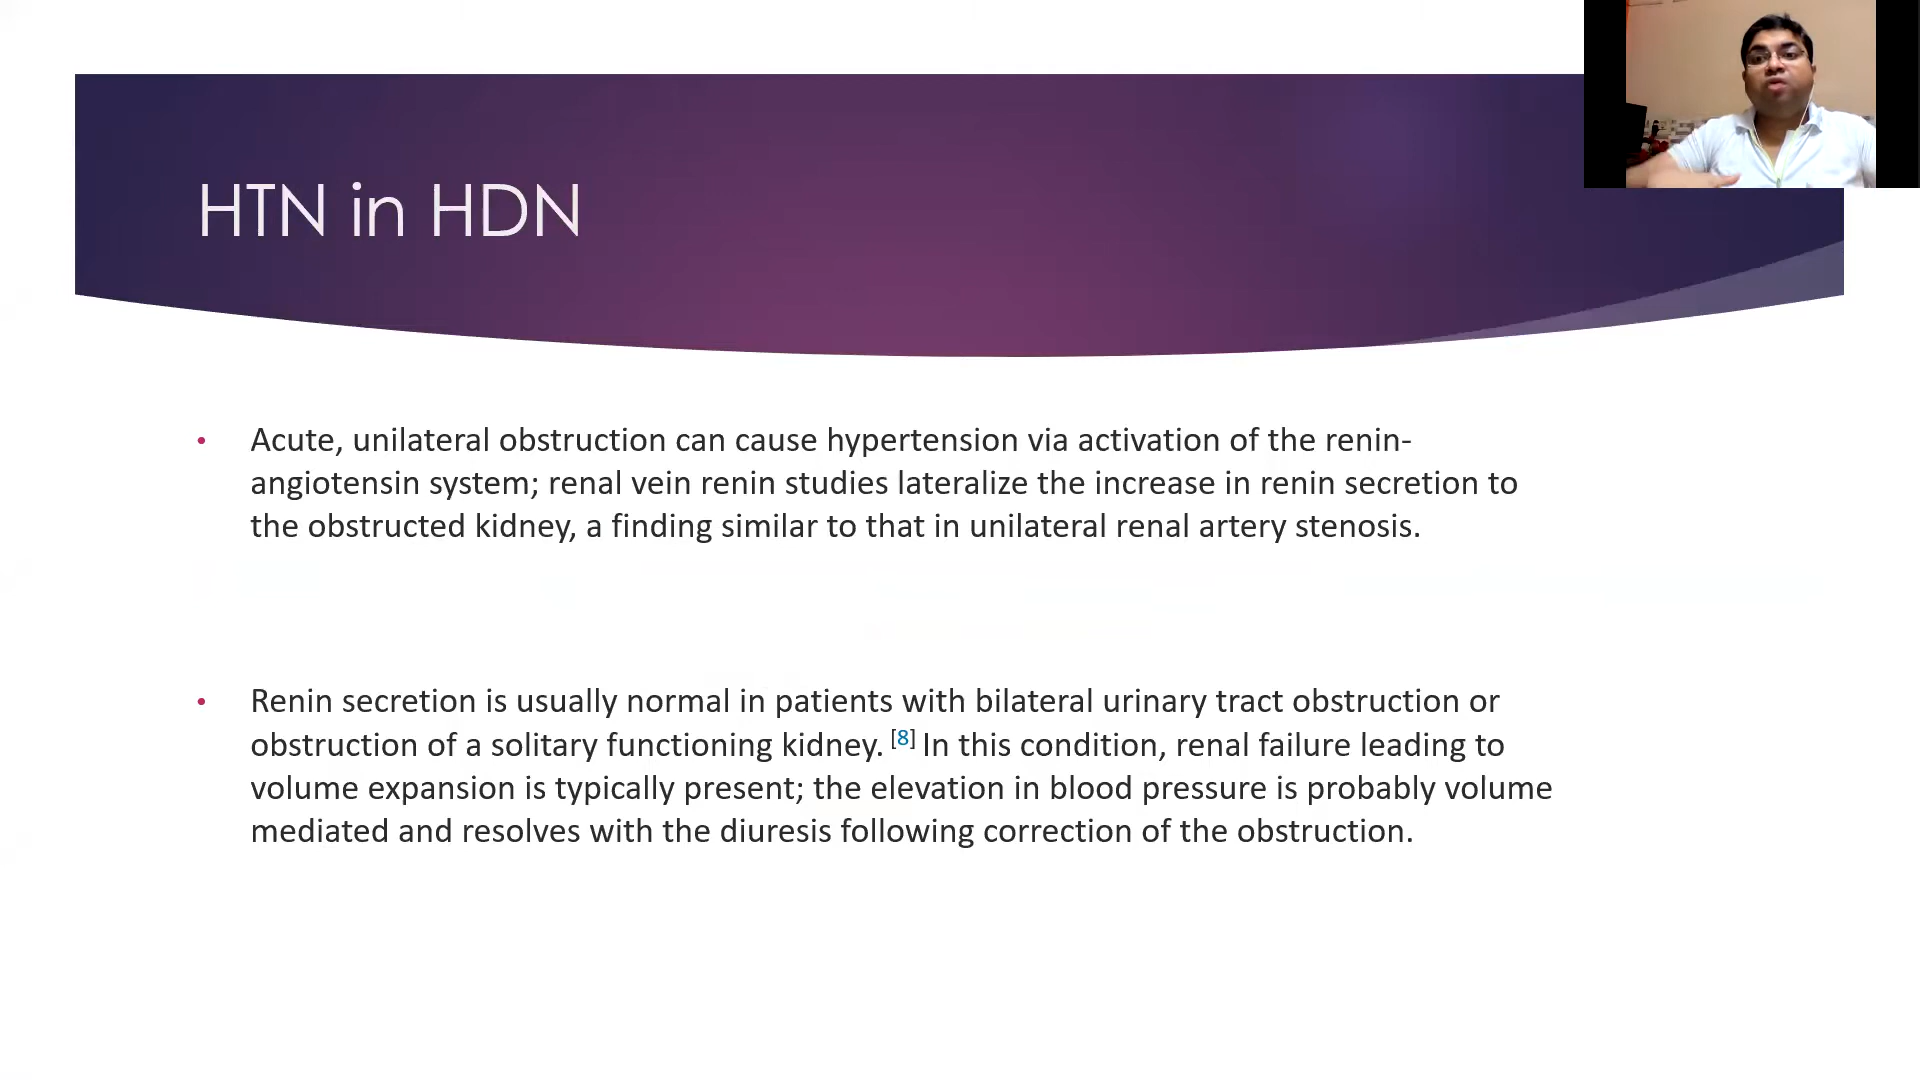 HTN in HDN
• Acute, unilateral obstruction can cause hypertension via activation of the renin-
angiotensin system; renal vein renin studies lateralize the increase in renin secretion to
the obstructed kidney, a finding similar to that in unilateral renal artery stenosis.
• Renin secretion is usually normal in patients with bilateral urinary tract obstruction or
obstruction of a solitary functioning kidney. [8] In this condition, renal failure leading to
volume expansion is typically present; the elevation in blood pressure is probably volume
mediated and resolves with the diuresis following correction of the obstruction.